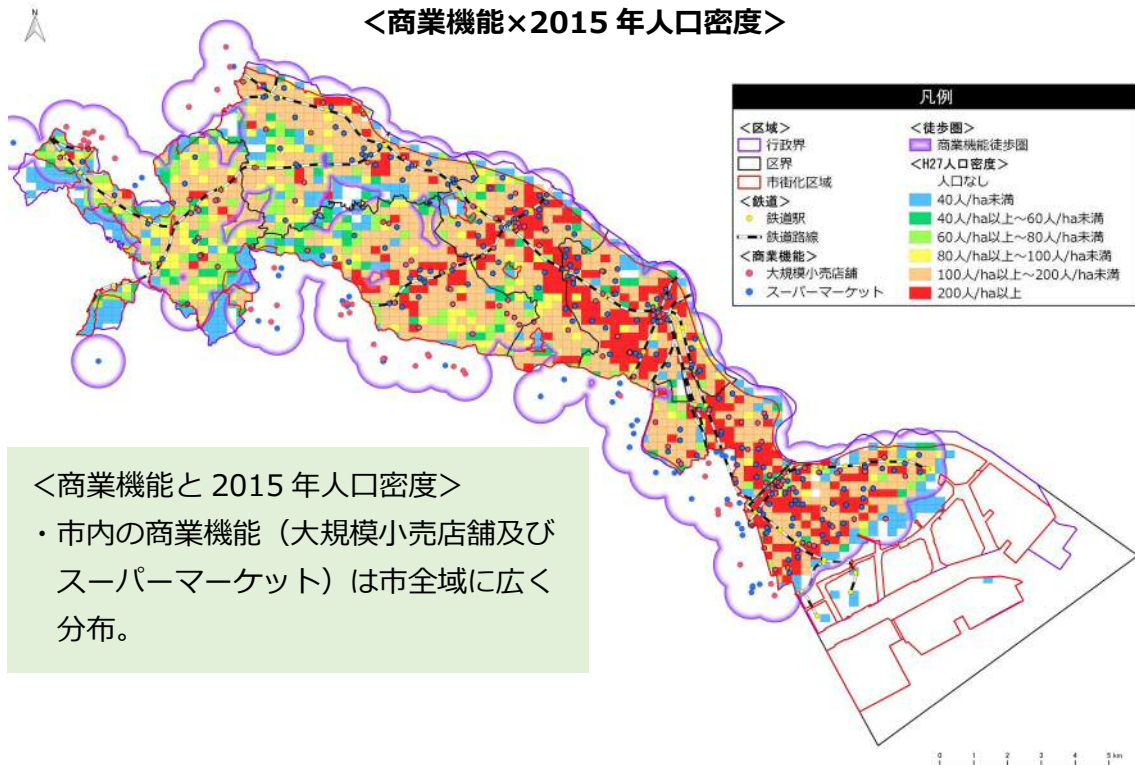 <商業機能×2015年人口密度>
N
凡例
<区域>
行政界
区界
市街化区域
<鉄道>
鉄道駅
鉄道路線
<商業機能>
大規模小売店舗
スーパーマーケット
<徒歩圏>
商業機能徒歩圏
<H27人口密度>
人口なし
40人/ha未満
40人/ha以上～60人/ha未満
60人/ha以上～80人/ha未満
80人/ha以上～100人/ha未満
100人/ha以上～200人/ha未満
200人/ha以上
<商業機能と2015年人口密度>
・市内の商業機能（大規模小売店舗及び
スーパーマーケット）は市全域に広く
分布。
0 1 2 3 4 5 km